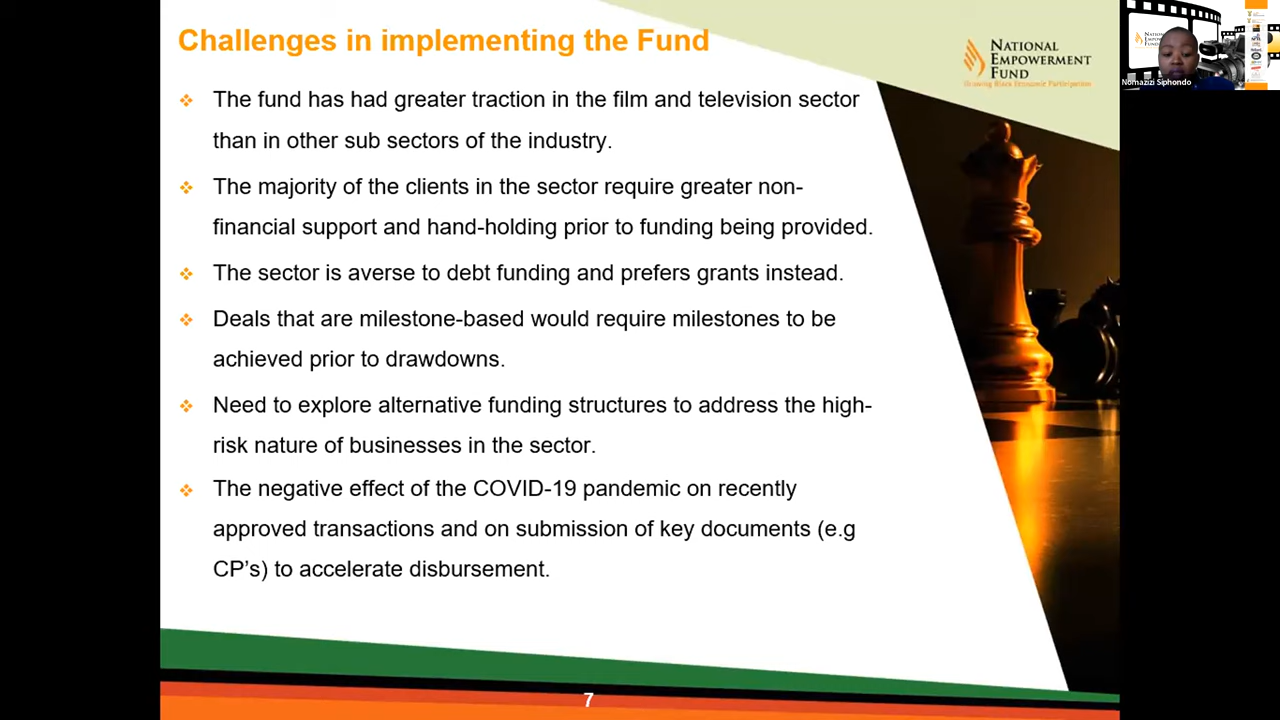 Challenges in implementing the Fund
NATIONAL
EMPOWERMENT
FUND
Growing Black Economic Participation
Nomazizi Siphondo
❖ The fund has had greater traction in the film and television sector
than in other sub sectors of the industry.
❖ The majority of the clients in the sector require greater non-
financial support and hand-holding prior to funding being provided.
❖ The sector is averse to debt funding and prefers grants instead.
❖ Deals that are milestone-based would require milestones to be
achieved prior to drawdowns.
❖ Need to explore alternative funding structures to address the high-
risk nature of businesses in the sector.
❖ The negative effect of the COVID-19 pandemic on recently
approved transactions and on submission of key documents (e.g
CP’s) to accelerate disbursement.
7